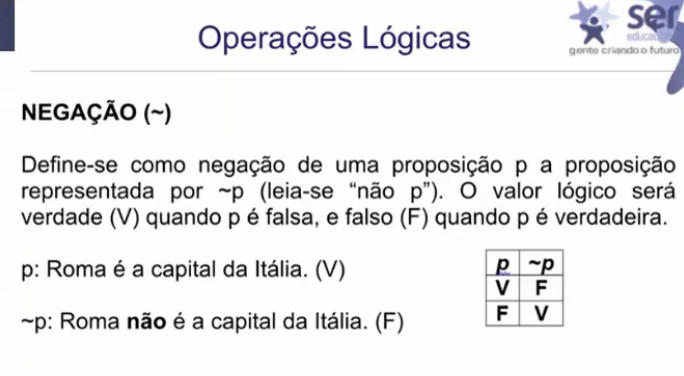 Operações Lógicas
ser
educacional
gente criando o futuro
NEGAÇÃO (~)
Define-se como negação de uma proposição p a proposição
representada por ~p (leia-se “não p”). O valor lógico será
verdade (V) quando p é falsa, e falso (F) quando p é verdadeira.
p: Roma é a capital da Itália. (V)
~p: Roma não é a capital da Itália. (F)
p ~p
V F
F V